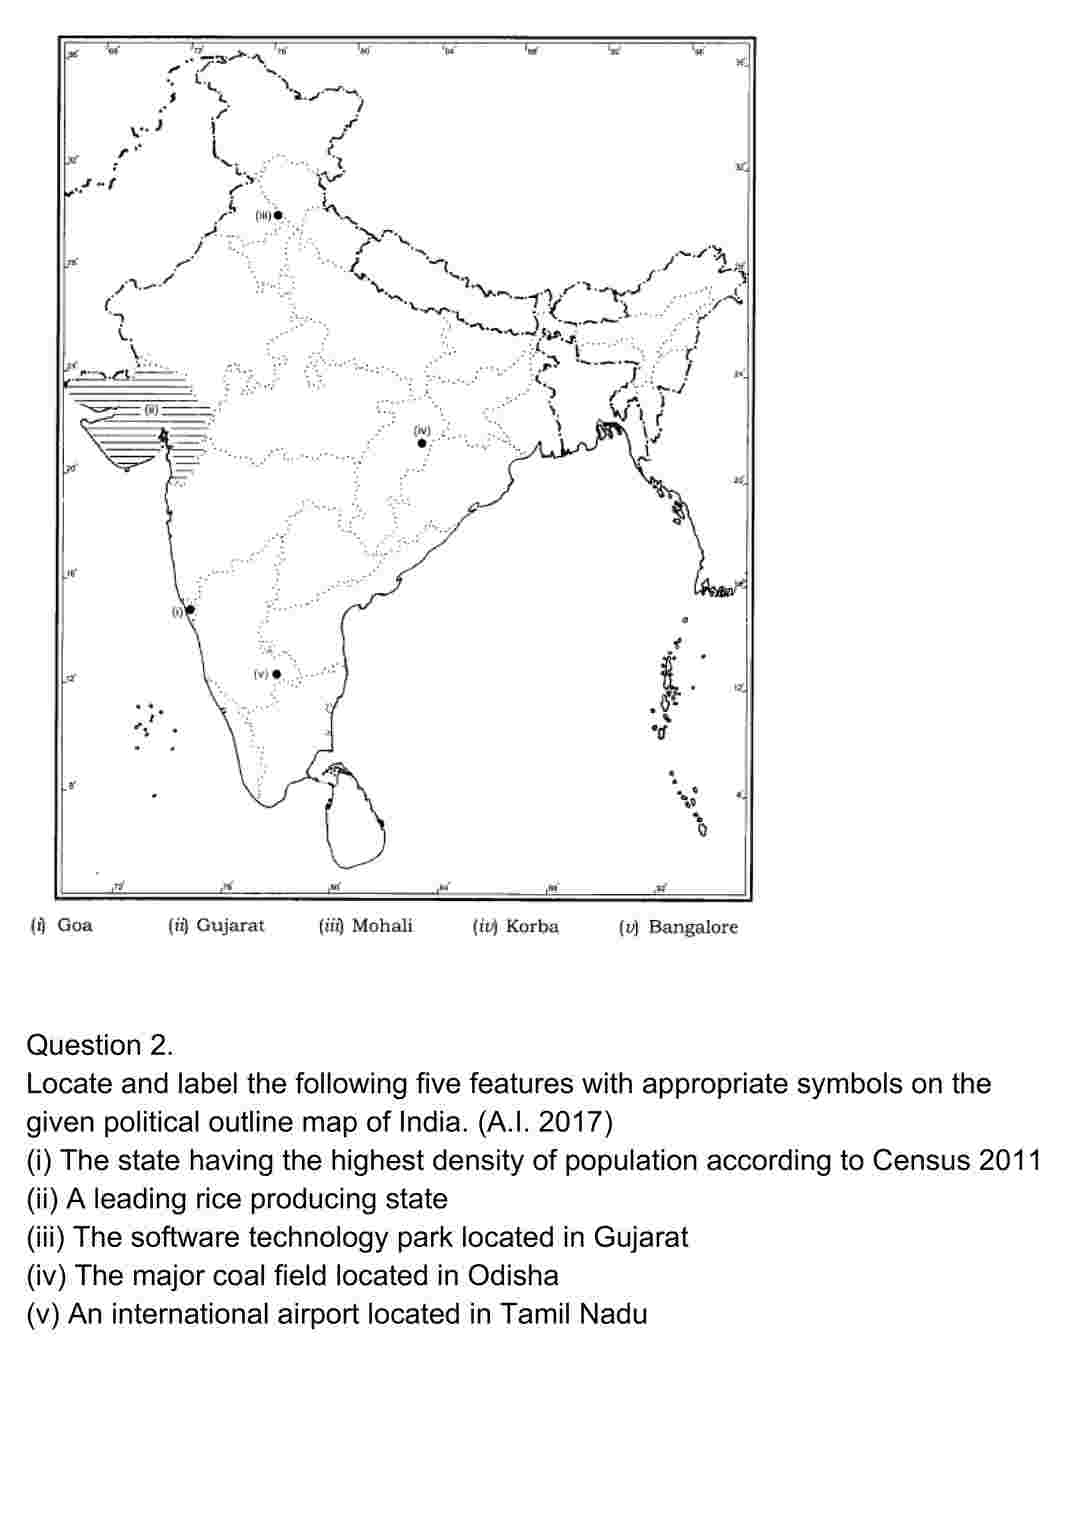 (iii)
(ii)
(iv)
(i)
(v)
(i) Goa (ii) Gujarat (iii) Mohali (iv) Korba (v) Bangalore
Question 2.
Locate and label the following five features with appropriate symbols on the
given political outline map of India. (A.I. 2017)
(i) The state having the highest density of population according to Census 2011
(ii) A leading rice producing state
(iii) The software technology park located in Gujarat
(iv) The major coal field located in Odisha
(v) An international airport located in Tamil Nadu